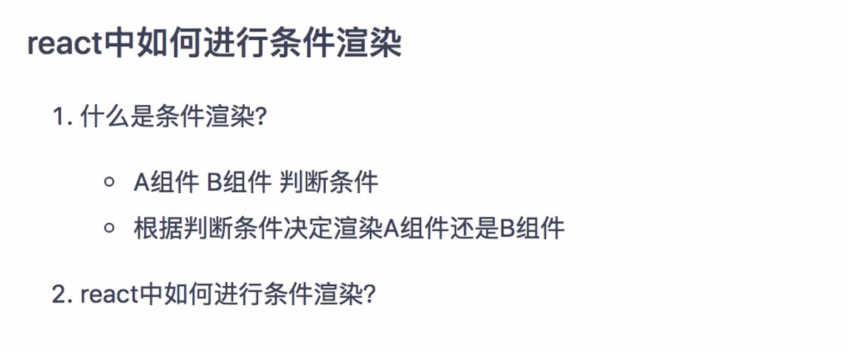 react中如何进行条件渲染
1. 什么是条件渲染?
A组件 B组件 判断条件
根据判断条件决定渲染A组件还是B组件
2. react中如何进行条件渲染?